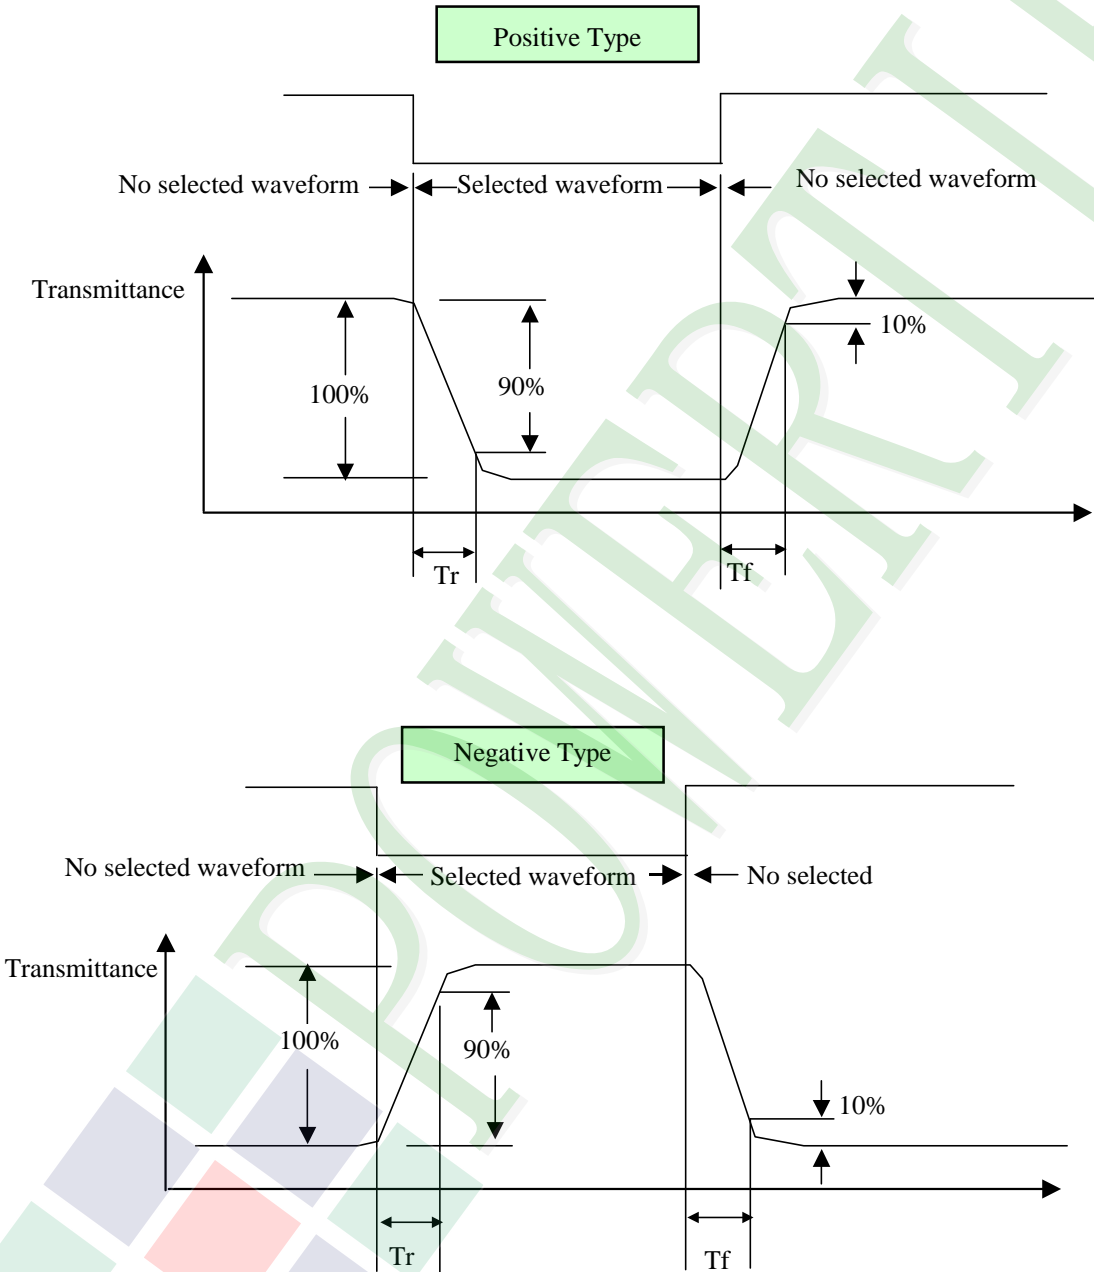 Positive Type
No selected waveform
Selected waveform
No selected waveform
Transmittance
10%
100%
90%
Tr
Tf
Negative Type
No selected waveform
Selected waveform
No selected
Transmittance
100%
90%
10%
Tr
Tf
POWERTI